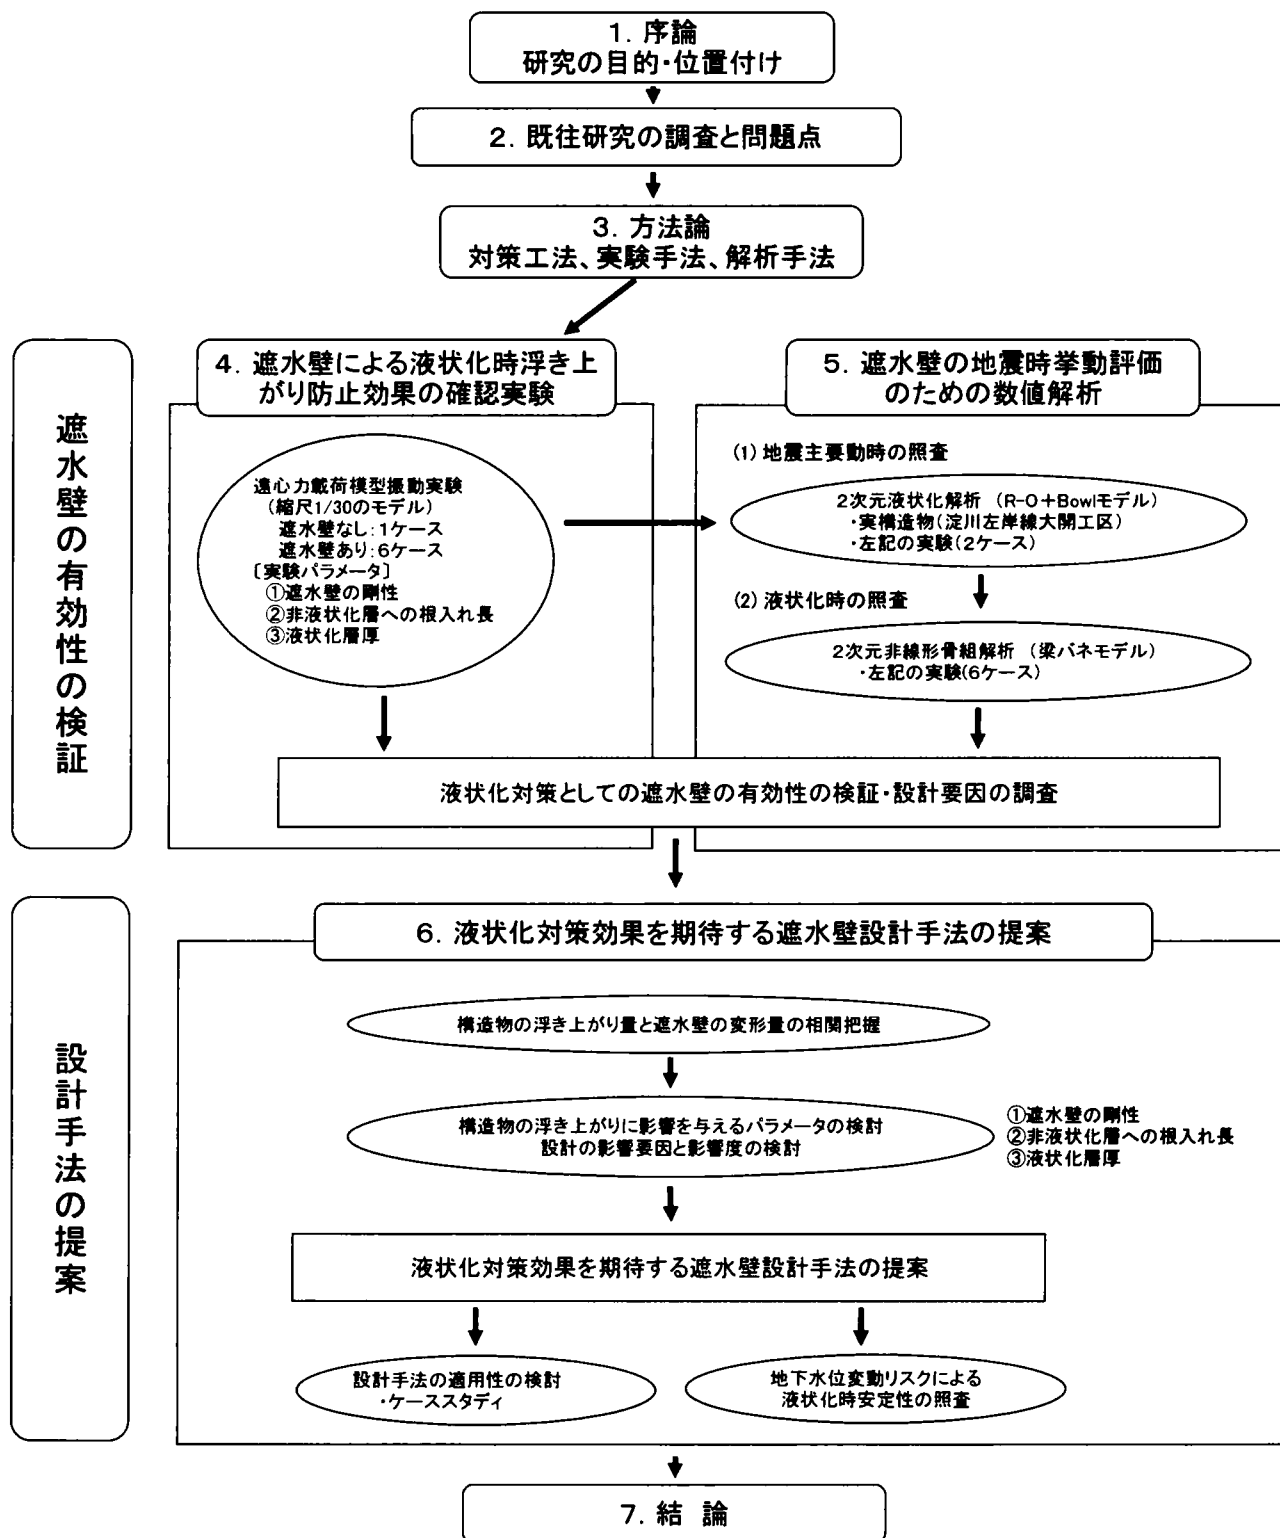 1. 序論
研究の目的・位置付け
2. 既往研究の調査と問題点
3. 方法論
対策工法、実験手法、解析手法
遮水壁の有効性の検証
4. 遮水壁による液状化時浮き上
がり防止効果の確認実験
遠心力載荷模型振動実験
(縮尺1/30のモデル)
遮水壁なし:1ケース
遮水壁あり:6ケース
〔実験パラメータ〕
①遮水壁の剛性
②非液状化層への根入れ長
③液状化層厚
5. 遮水壁の地震時挙動評価
のための数値解析
(1) 地震主要動時の照査
2次元液状化解析 (R-O+Bowlモデル)
・実構造物(淀川左岸線大開工区)
・左記の実験(2ケース)
(2) 液状化時の照査
2次元非線形骨組解析 (梁バネモデル)
・左記の実験(6ケース)
液状化対策としての遮水壁の有効性の検証・設計要因の調査
設計手法の提案
6. 液状化対策効果を期待する遮水壁設計手法の提案
構造物の浮き上がり量と遮水壁の変形量の相関把握
構造物の浮き上がりに影響を与えるパラメータの検討
設計の影響要因と影響度の検討
①遮水壁の剛性
②非液状化層への根入れ長
③液状化層厚
液状化対策効果を期待する遮水壁設計手法の提案
設計手法の適用性の検討
・ケーススタディ
地下水位変動リスクによる
液状化時安定性の照査
7. 結 論